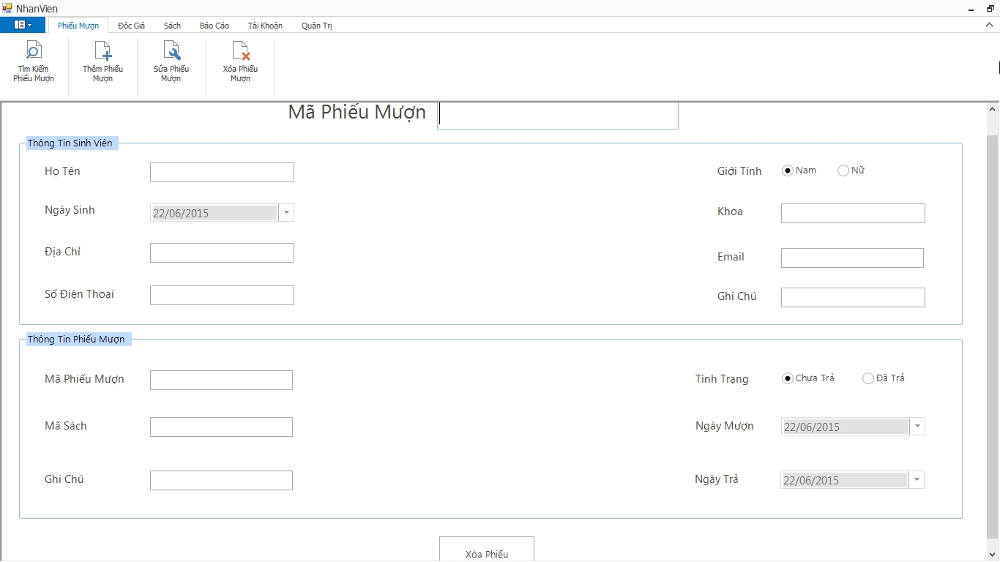 NhanVien
Phiếu Mượn Đôc Giả Sách Báo Cáo Tài Khoản Quản Trị
Tìm Kiếm Phiếu Mượn
Thêm Phiếu Mượn
Sửa Phiếu Mượn
Xóa Phiếu Mượn
Mã Phiếu Mượn
Thông Tin Sinh Viên
Họ Tên
Giới Tính Nam Nữ
Ngày Sinh 22/06/2015
Khoa
Địa Chỉ
Email
Số Điện Thoại
Ghi Chú
Thông Tin Phiếu Mượn
Mã Phiếu Mượn
Tình Trạng Chưa Trả Đã Trả
Mã Sách
Ngày Mượn 22/06/2015
Ghi Chú
Ngày Trả 22/06/2015
Xóa Phiếu